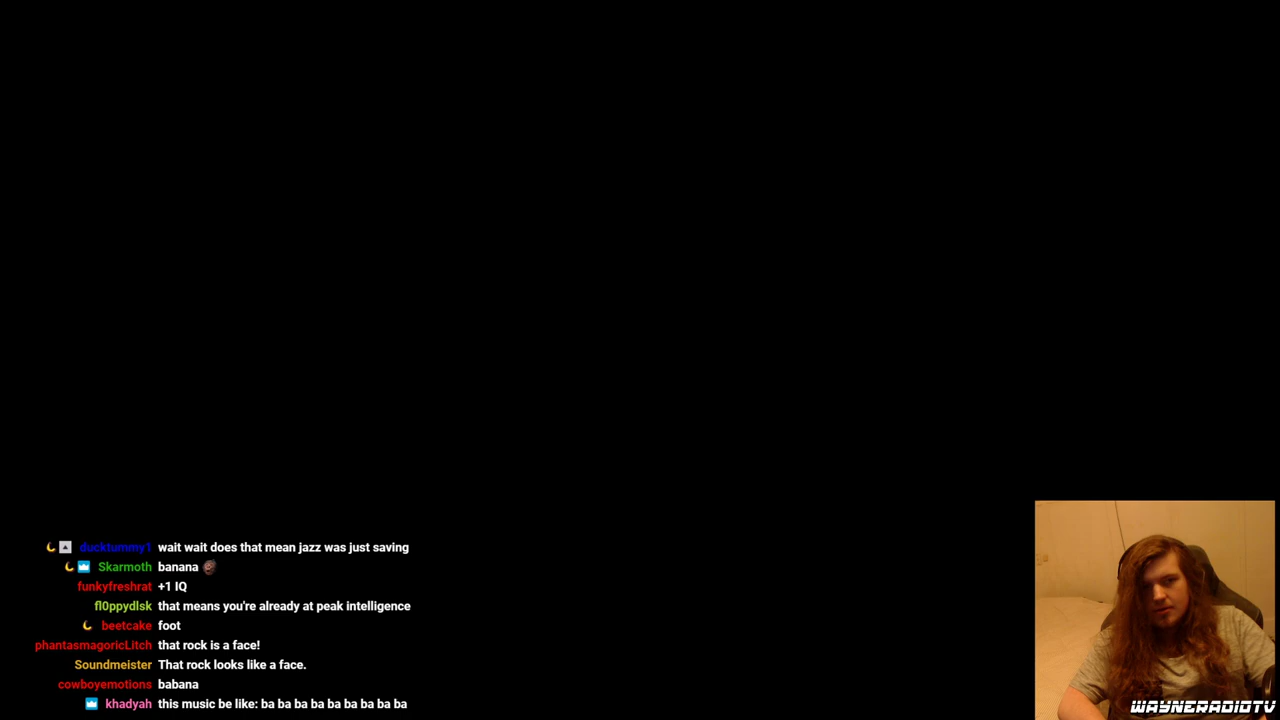 ducktummy1 wait wait does that mean jazz was just saving
Skarmoth banana
funkyfreshrat +1 IQ
fl0ppydlsk that means you're already at peak intelligence
beetcake foot
phantasmagoricLitch that rock is a face!
Soundmeister That rock looks like a face.
cowboyemotions babana
khadyah this music be like: ba ba ba ba ba ba ba ba ba
WAYNERADIOTV